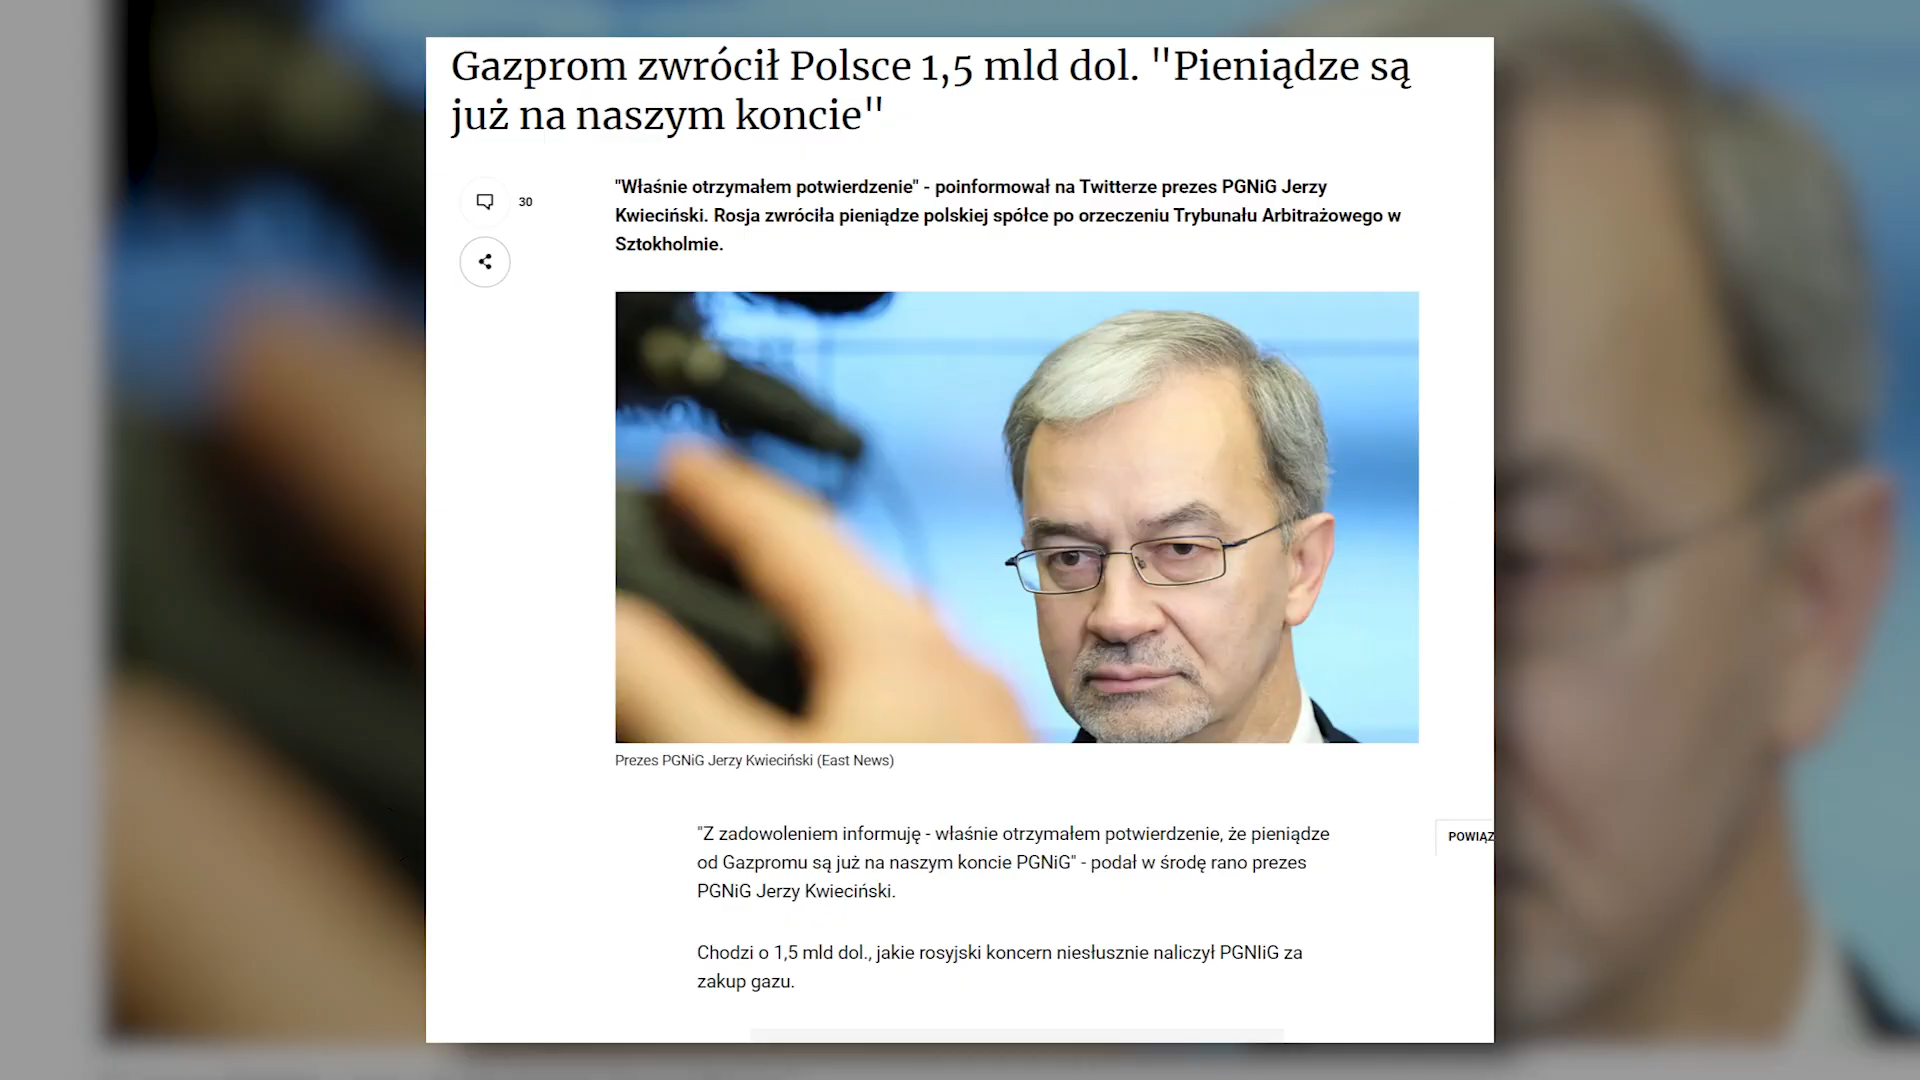 Gazprom zwrócił Polsce 1,5 mld dol. "Pieniądze są
już na naszym koncie"
30
"Właśnie otrzymałem potwierdzenie" - poinformował na Twitterze prezes PGNiG Jerzy
Kwieciński. Rosja zwróciła pieniądze polskiej spółce po orzeczeniu Trybunału Arbitrażowego w
Sztokholmie.
Prezes PGNiG Jerzy Kwieciński (East News)
"Z zadowoleniem informuję - właśnie otrzymałem potwierdzenie, że pieniądze
od Gazpromu są już na naszym koncie PGNiG" - podał w środę rano prezes
PGNiG Jerzy Kwieciński.
POWIĄZ
Chodzi o 1,5 mld dol., jakie rosyjski koncern niesłusznie naliczył PGNIiG za
zakup gazu.